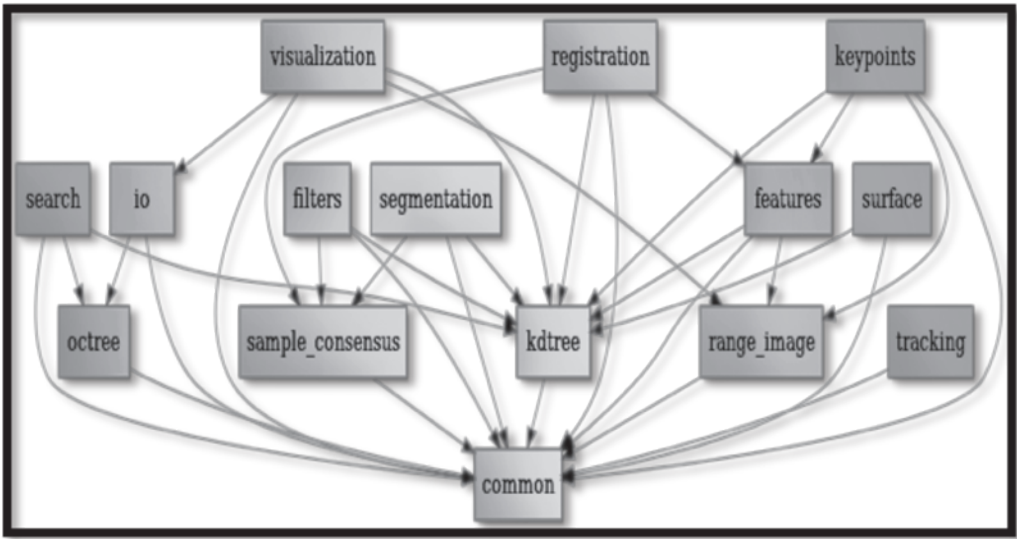 visualization
registration
keypoints
search
io
filters
segmentation
features
surface
octree
sample_consensus
kdtree
range_image
tracking
common